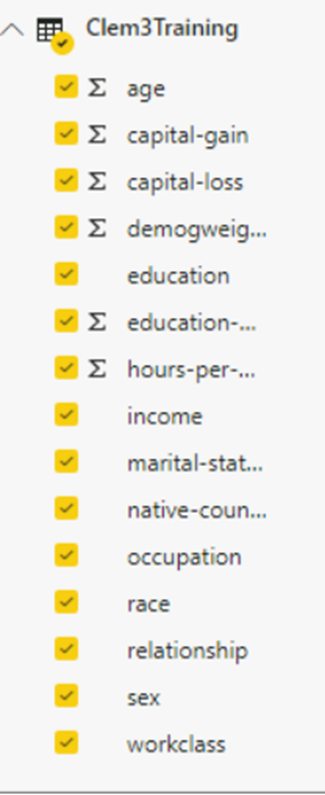 Clem3Training
Σ age
Σ capital-gain
Σ capital-loss
Σ demogweig...
education
Σ education-...
Σ hours-per-...
income
marital-stat...
native-coun...
occupation
race
relationship
sex
workclass